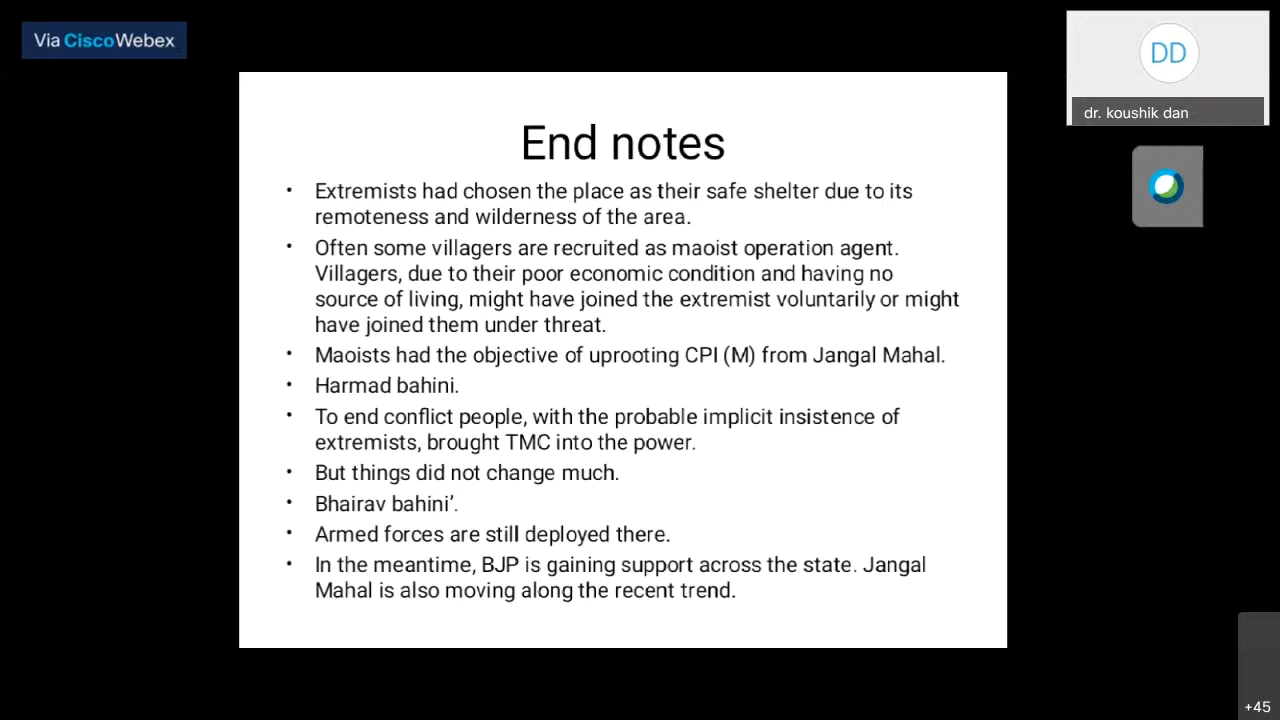 Via CiscoWebex
DD
dr. koushik dan
End notes
• Extremists had chosen the place as their safe shelter due to its
remoteness and wilderness of the area.
• Often some villagers are recruited as maoist operation agent.
Villagers, due to their poor economic condition and having no
source of living, might have joined the extremist voluntarily or might
have joined them under threat.
• Maoists had the objective of uprooting CPI (M) from Jangal Mahal.
• Harmad bahini.
• To end conflict people, with the probable implicit insistence of
extremists, brought TMC into the power.
• But things did not change much.
• Bhairav bahini’.
• Armed forces are still deployed there.
• In the meantime, BJP is gaining support across the state. Jangal
Mahal is also moving along the recent trend.
+45